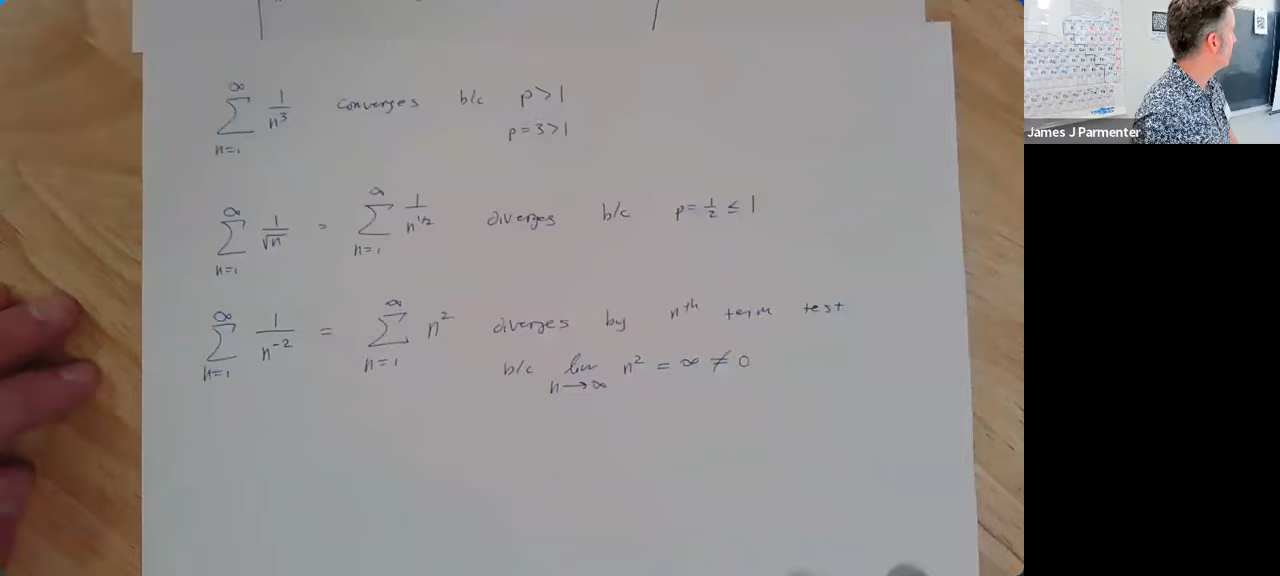 ∞ Σ n=1 1/n³ converges b/c p>1
p=3>1
∞ Σ n=1 1/√n = ∞ Σ n=1 1/n^1/2 diverges b/c p=1/2 ≤ 1
∞ Σ n=1 1/n⁻² = ∞ Σ n=1 n² diverges by nth term test
b/c lim n→∞ n² = ∞ ≠ 0
James J Parmenter